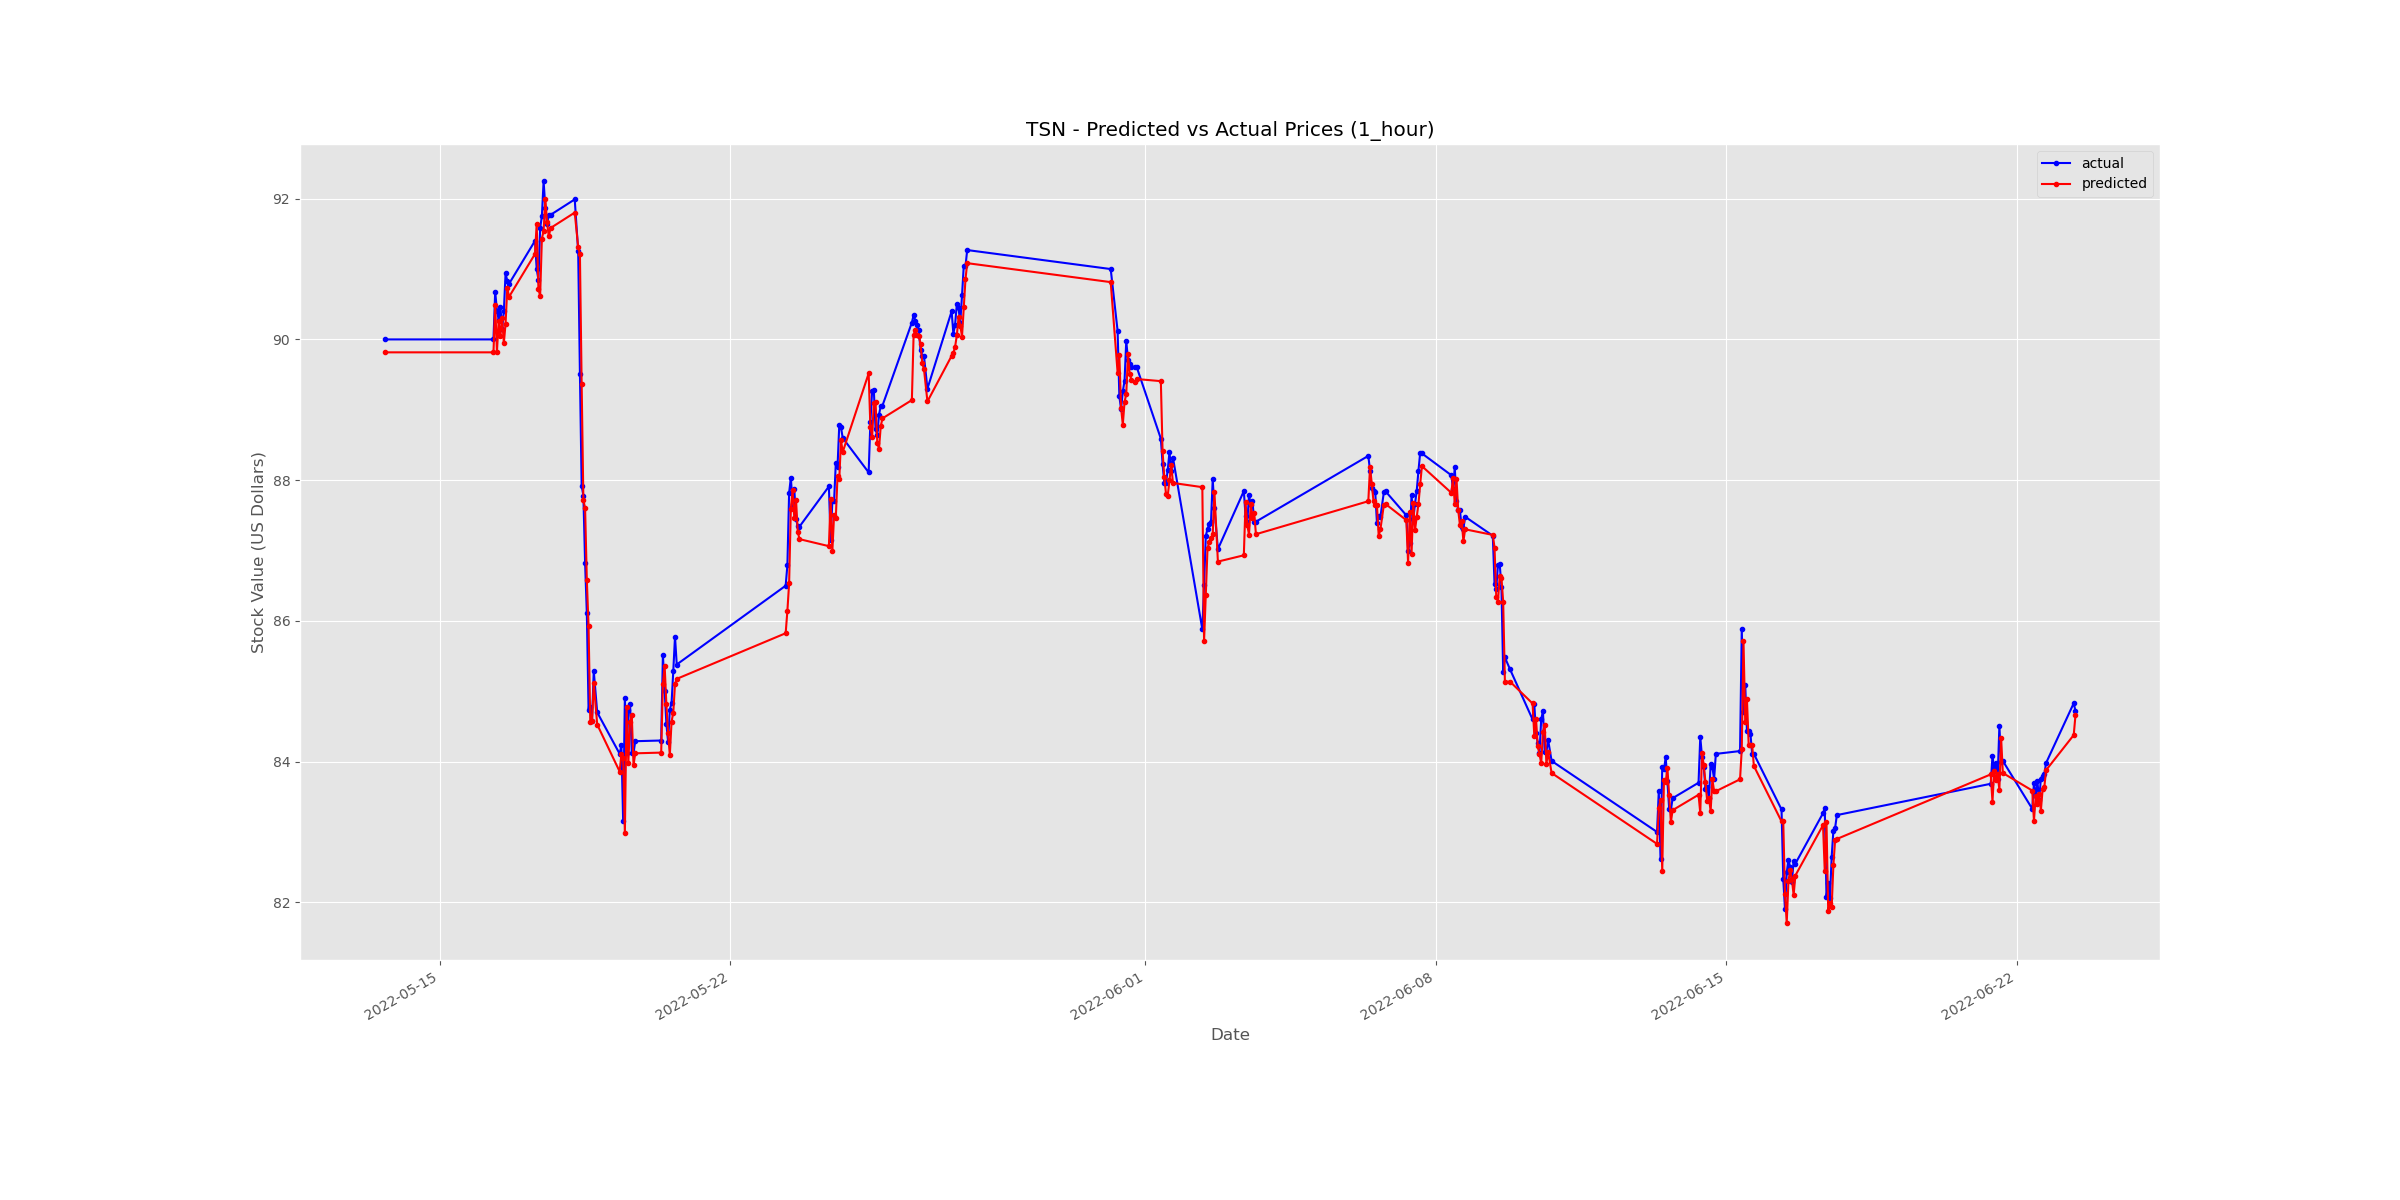 TSN - Predicted vs Actual Prices (1_hour)
actual
predicted
Stock Value (US Dollars)
92
90
88
86
84
82
2022-05-15
2022-05-22
2022-06-01
2022-06-08
2022-06-15
2022-06-22
Date